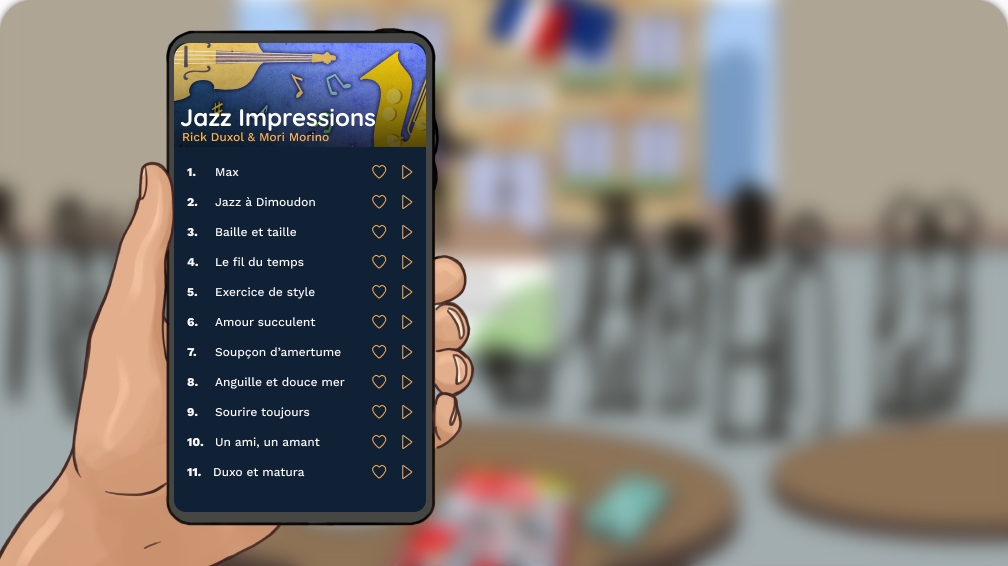 Jazz Impressions
Rick Duxol & Mori Morino
1. Max
2. Jazz à Dimoudon
3. Baille et taille
4. Le fil du temps
5. Exercice de style
6. Amour succulent
7. Soupçon d’amertume
8. Anguille et douce mer
9. Sourire toujours
10. Un ami, un amant
11. Duxo et matura